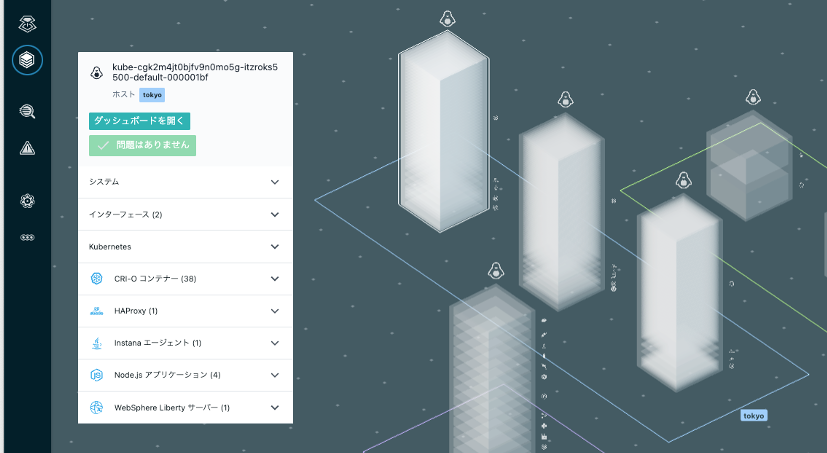 kube-cgk2m4jt0bjfv9n0mo5g-itzroks5
500-default-000001bf
ホスト tokyo
ダッシュボードを開く
問題はありません
システム
インターフェース (2)
Kubernetes
CRI-O コンテナー (38)
HAProxy (1)
Instana エージェント (1)
Node.js アプリケーション (4)
WebSphere Liberty サーバー (1)
tokyo